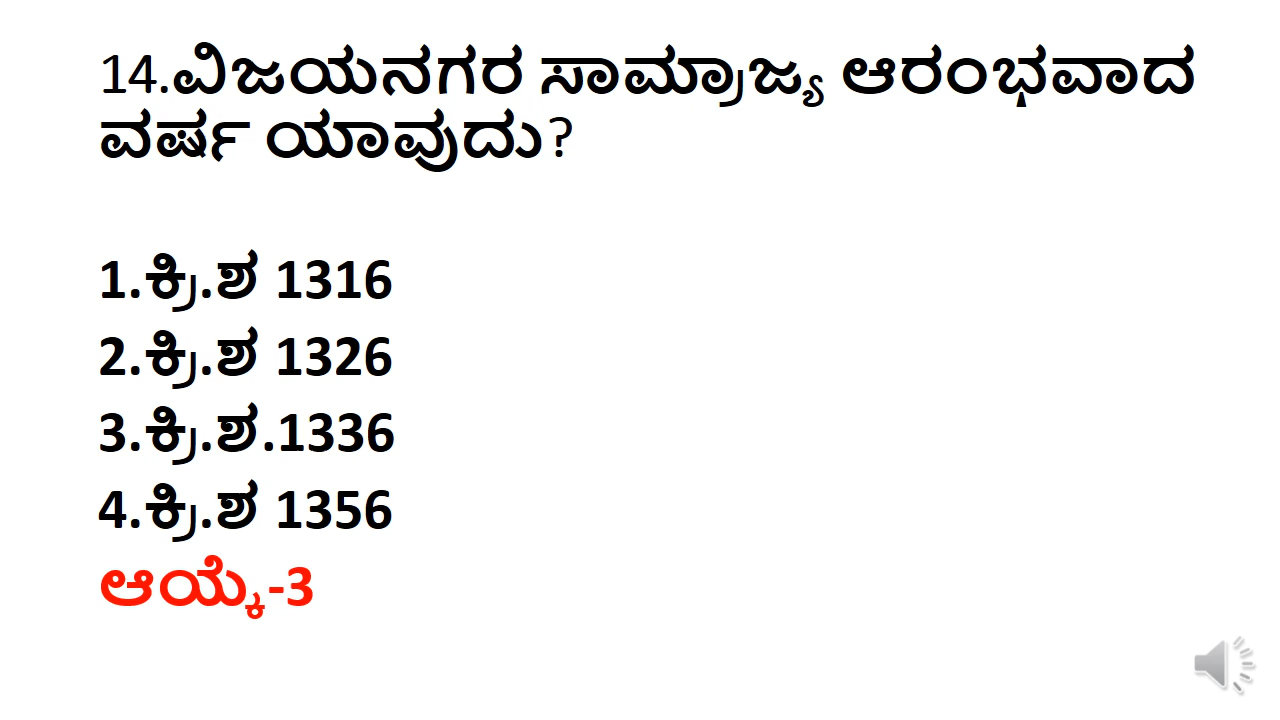 14.ವಿಜಯನಗರ ಸಾಮ್ರಾಜ್ಯ ಆರಂಭವಾದ
ವರ್ಷ ಯಾವುದು?
1.ಕ್ರಿ.ಶ 1316
2.ಕ್ರಿ.ಶ 1326
3.ಕ್ರಿ.ಶ.1336
4.ಕ್ರಿ.ಶ 1356
ಆಯ್ಕೆ-3